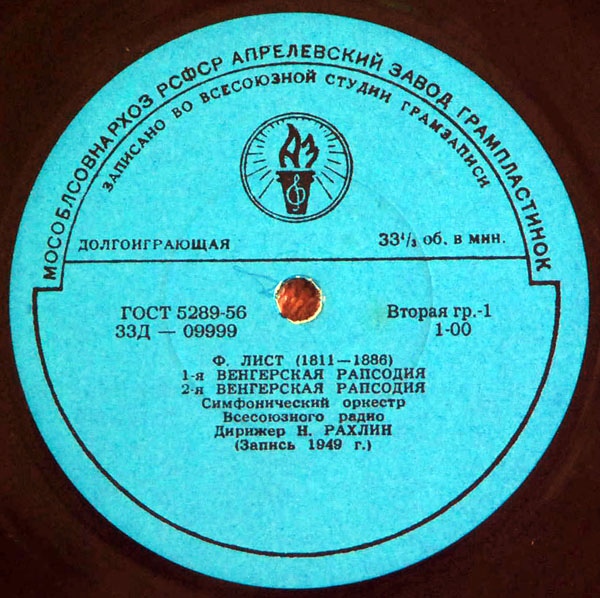 МОСОБЛСОВНАРХОЗ РСФСР АПРЕЛЕВСКИЙ ЗАВОД ГРАМПЛАСТИНОК
ЗАПИСАНО ВО ВСЕСОЮЗНОЙ СТУДИИ ГРАМЗАПИСИ
АЗ
ДОЛГОИГРАЮЩАЯ 33⅓ об. в мин.
ГОСТ 5289-56 Вторая гр.-1
33Д — 09999 1-00
Ф. ЛИСТ (1811—1886)
1-я ВЕНГЕРСКАЯ РАПСОДИЯ
2-я ВЕНГЕРСКАЯ РАПСОДИЯ
Симфонический оркестр
Всесоюзного радио
Дирижер Н. РАХЛИН
(Запись 1949 г.)